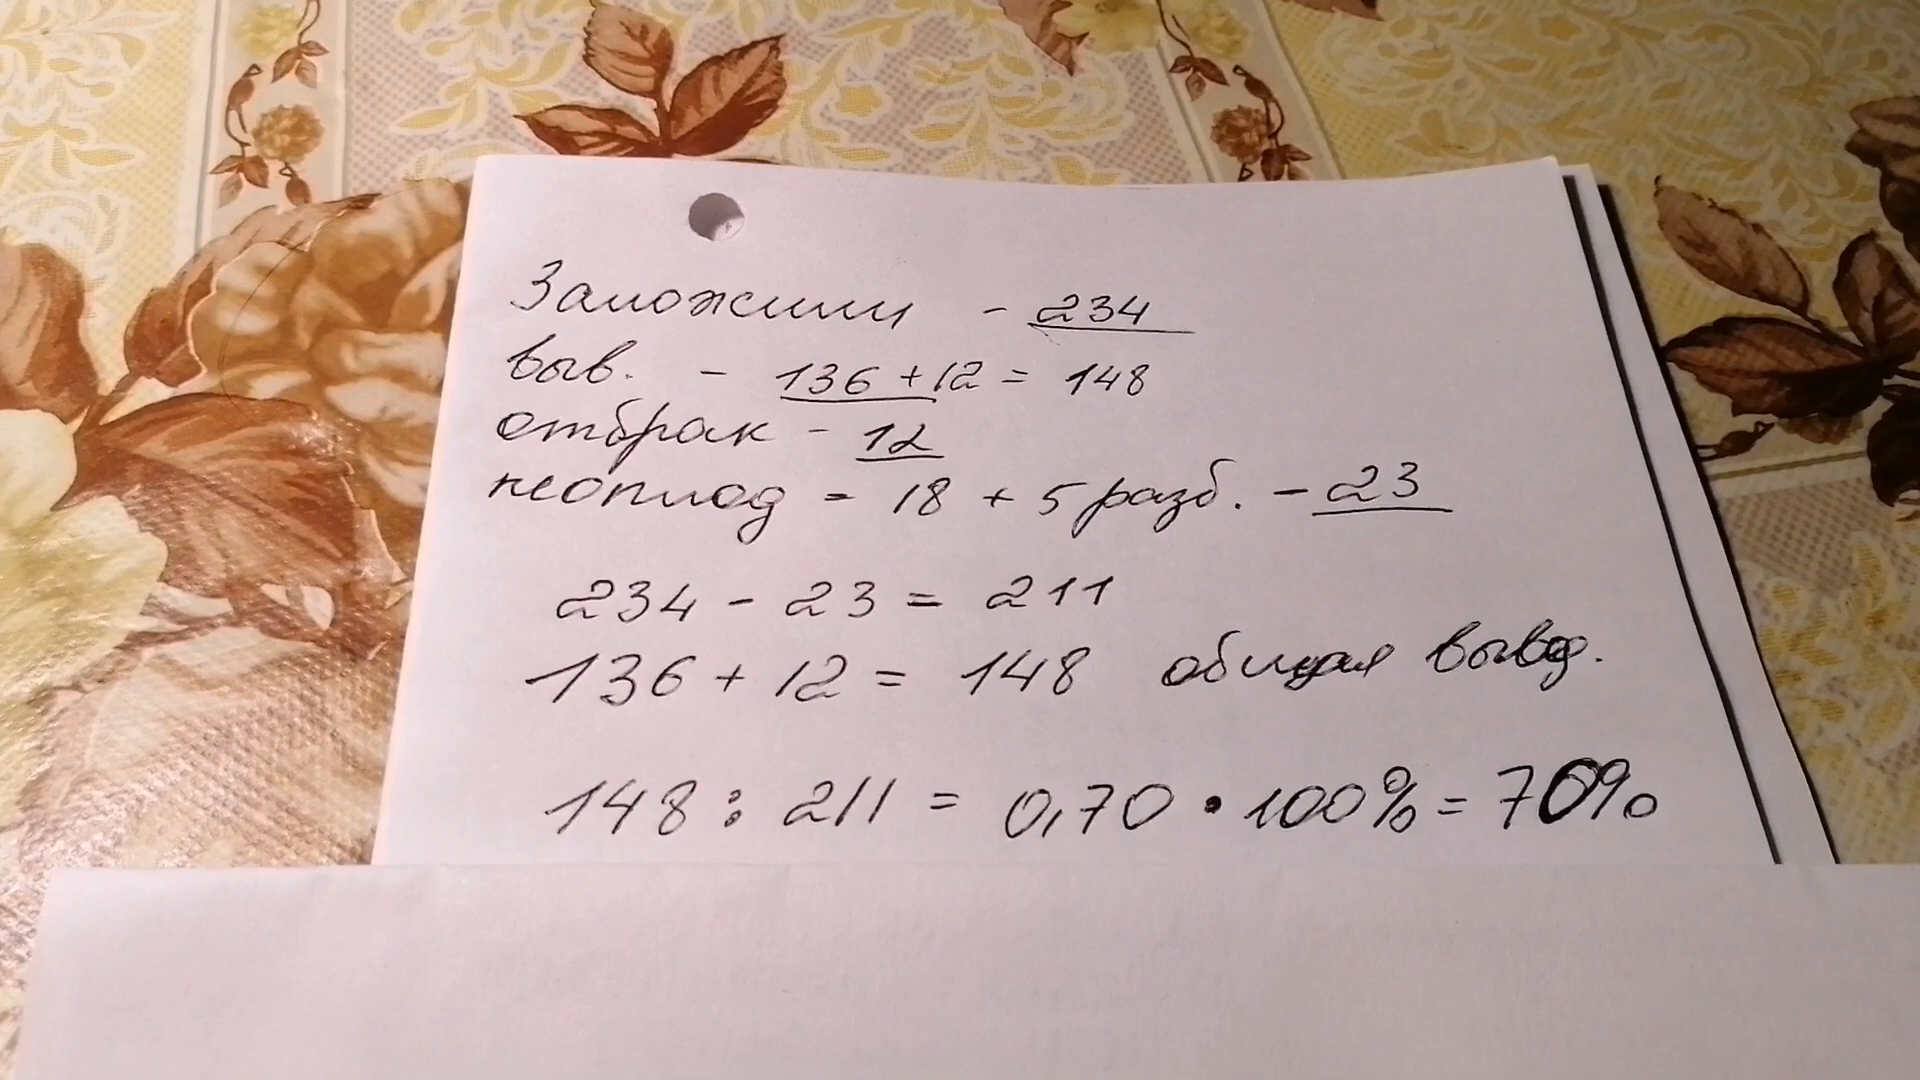 Заложили - 234
выв. - 136 + 12 = 148
отбрак - 12
неоплод - 18 + 5 разб. - 23
234 - 23 = 211
136 + 12 = 148 общая вывод.
148 : 211 = 0,70 • 100% = 70%